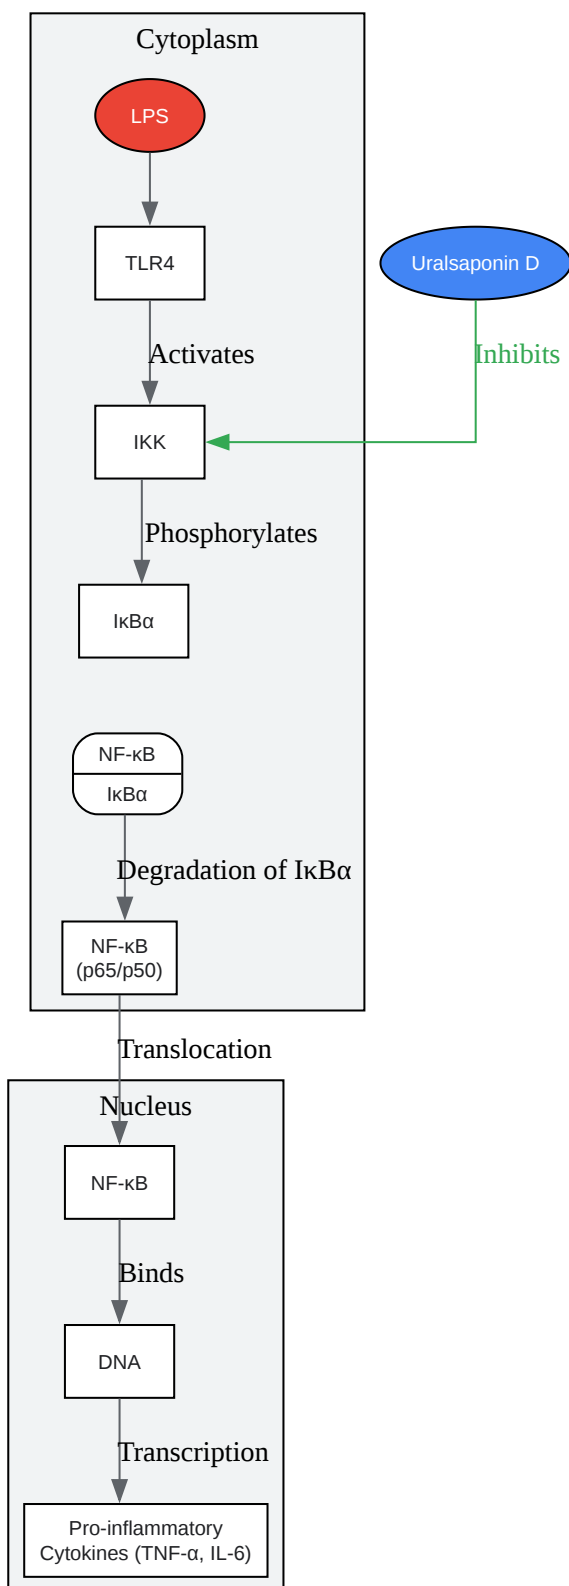 Cytoplasm
LPS
TLR4
Uralsaponin D
Activates
Inhibits
IKK
Phosphorylates
IκBα
NF-κB
IκBα
Degradation of IκBα
NF-κB
(p65/p50)
Translocation
Nucleus
NF-κB
Binds
DNA
Transcription
Pro-inflammatory
Cytokines (TNF-α, IL-6)